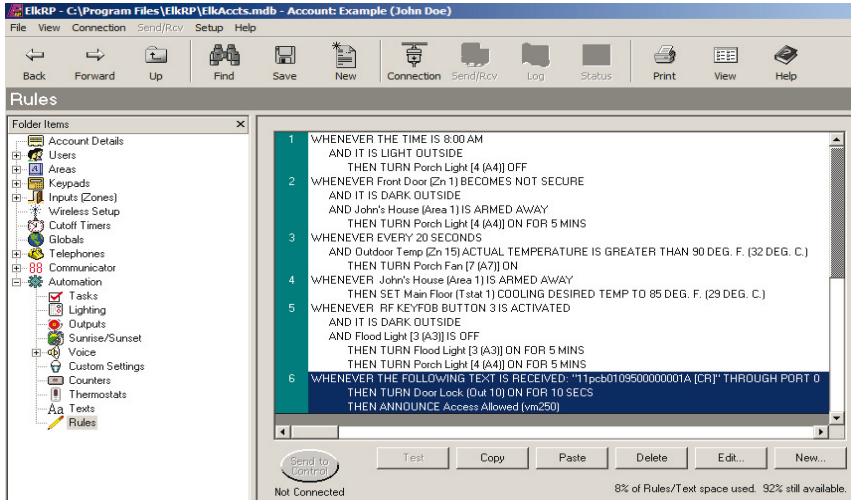 ElkRP - C:\Program Files\ElkRP\ElkAccts.mdb - Account: Example (John Doe)
File View Connection Send/Rcv Setup Help
Back Forward Up Find Save New Connection Send/Rcv Log Status Print View Help
Rules
Folder Items
Account Details
Users
Areas
Keypads
Inputs (Zones)
Wireless Setup
Cutoff Timers
Globals
Telephones
88 Communicator
Automation
Tasks
Lighting
Outputs
Sunrise/Sunset
Voice
Custom Settings
Counters
Thermostats
Aa Texts
Rules
1 WHENEVER THE TIME IS 8:00 AM
AND IT IS LIGHT OUTSIDE
THEN TURN Porch Light [4 (A4)] OFF
2 WHENEVER Front Door (Zn 1) BECOMES NOT SECURE
AND IT IS DARK OUTSIDE
AND John's House (Area 1) IS ARMED AWAY
THEN TURN Porch Light [4 (A4)] ON FOR 5 MINS
3 WHENEVER EVERY 20 SECONDS
AND Outdoor Temp (Zn 15) ACTUAL TEMPERATURE IS GREATER THAN 90 DEG. F. (32 DEG. C.)
THEN TURN Porch Fan [7 (A7)] ON
4 WHENEVER John's House (Area 1) IS ARMED AWAY
THEN SET Main Floor (Tstat 1) COOLING DESIRED TEMP TO 85 DEG. F. (29 DEG. C.)
5 WHENEVER RF KEYFOB BUTTON 3 IS ACTIVATED
AND IT IS DARK OUTSIDE
AND Flood Light [3 (A3)] IS OFF
THEN TURN Flood Light [3 (A3)] ON FOR 5 MINS
THEN TURN Porch Light [4 (A4)] ON FOR 5 MINS
6 WHENEVER THE FOLLOWING TEXT IS RECEIVED: "11pcb0109500000001A [CR]" THROUGH PORT 0
THEN TURN Door Lock (Out 10) ON FOR 10 SECS
THEN ANNOUNCE Access Allowed (vm250)
Send to Control
Test Copy Paste Delete Edit... New...
Not Connected
8% of Rules/Text space used. 92% still available.